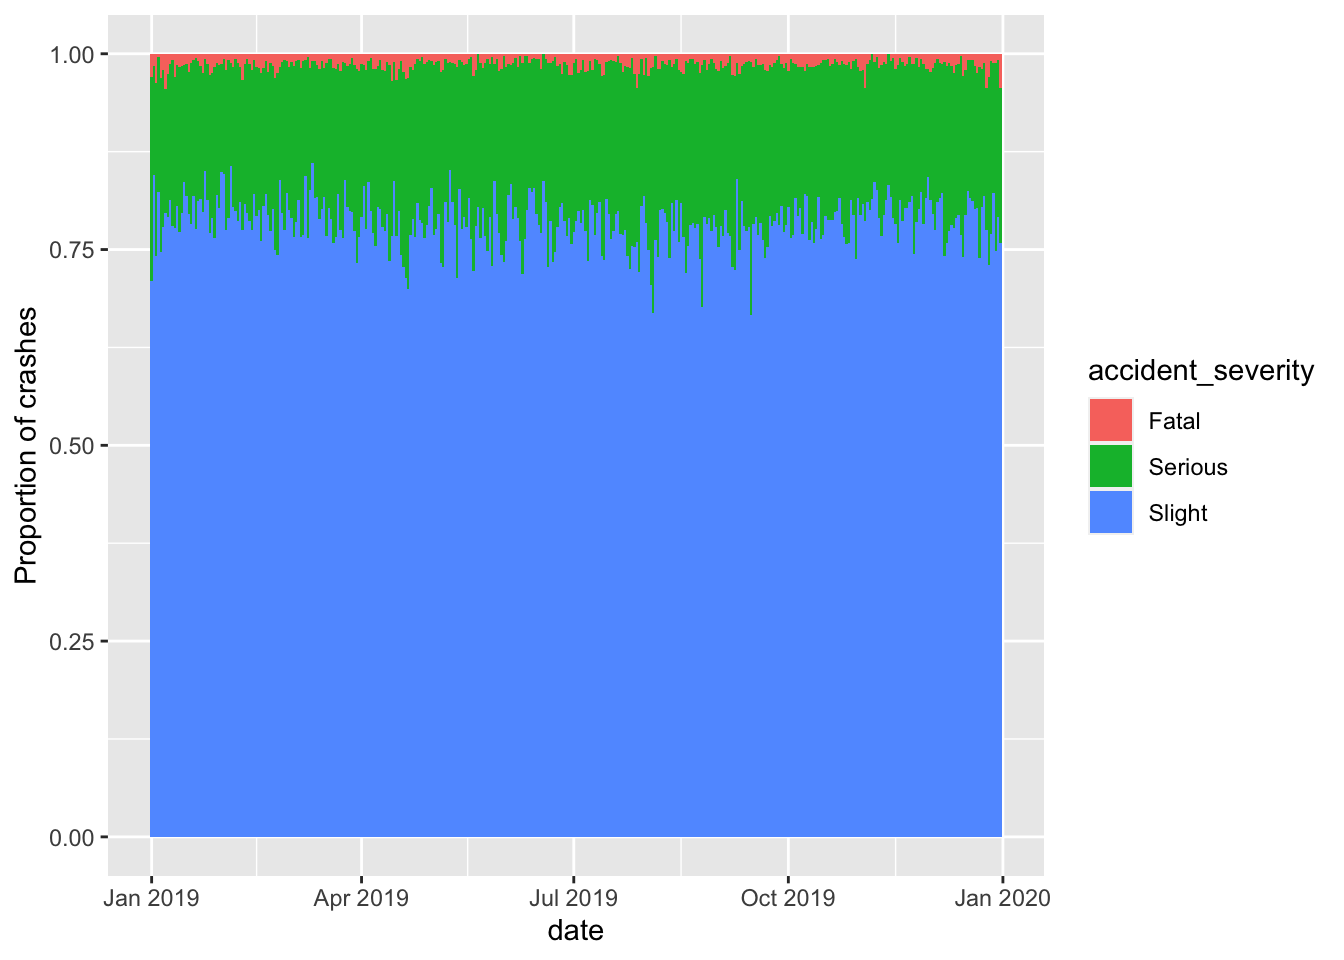 Proportion of crashes
1.00
0.75
0.50
0.25
0.00
Jan 2019
Apr 2019
Jul 2019
Oct 2019
Jan 2020
date
accident_severity
Fatal
Serious
Slight